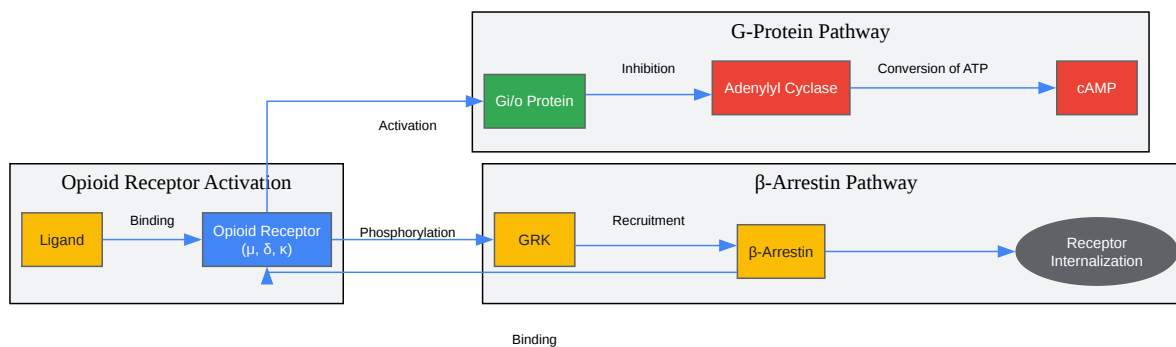 G-Protein Pathway
Inhibition
Conversion of ATP
Gi/o Protein
Adenylyl Cyclase
cAMP
Activation
Opioid Receptor Activation
β-Arrestin Pathway
Ligand
Binding
Opioid Receptor
(μ, δ, κ)
Phosphorylation
GRK
Recruitment
β-Arrestin
Receptor
Internalization
Binding